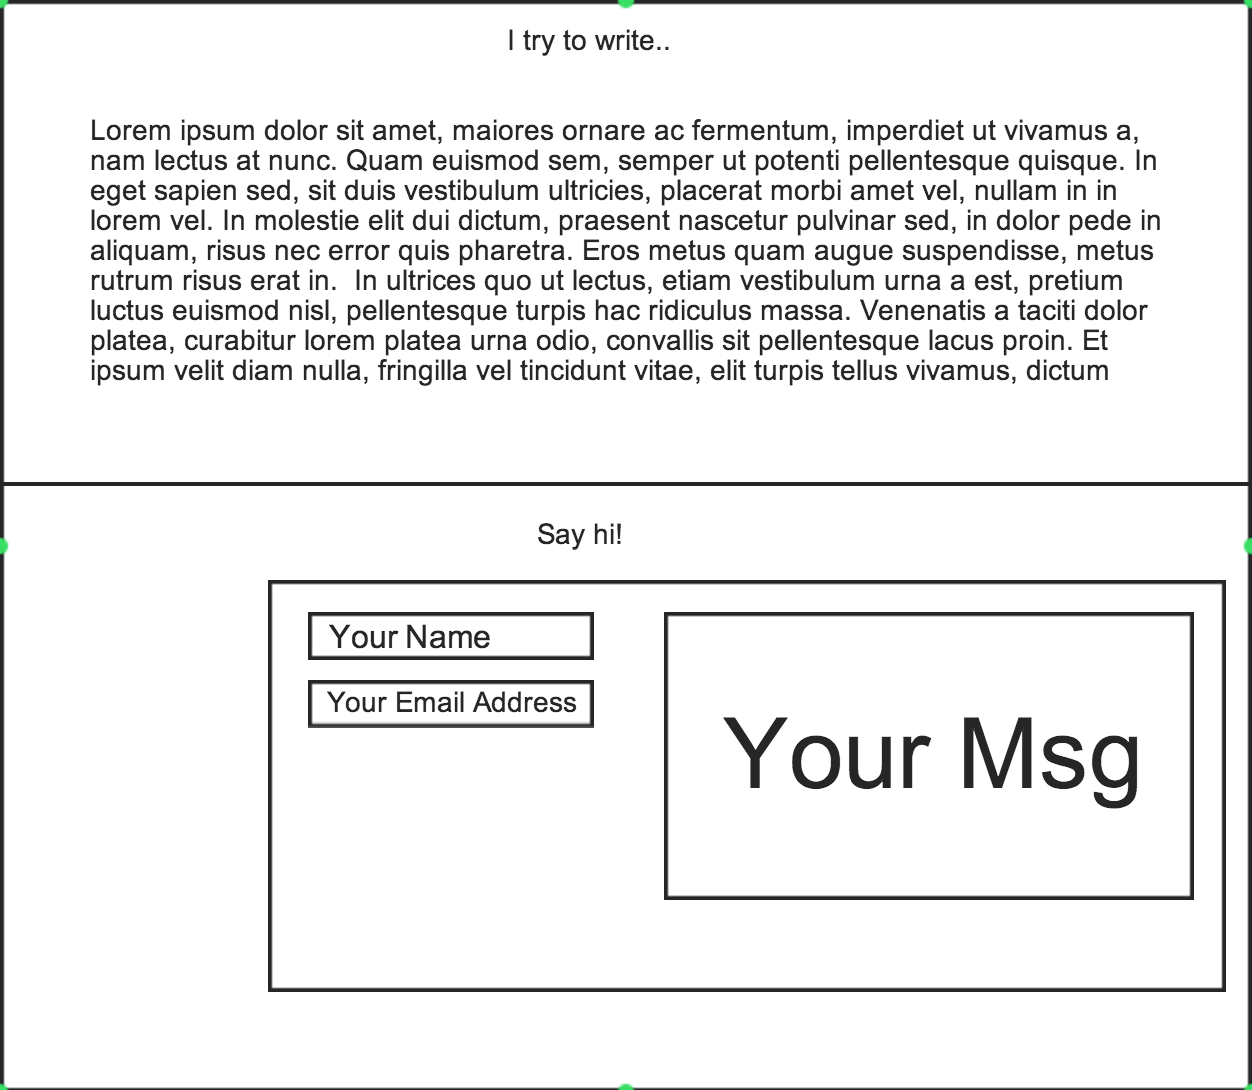 I try to write..
Lorem ipsum dolor sit amet, maiores ornare ac fermentum, imperdiet ut vivamus a,
nam lectus at nunc. Quam euismod sem, semper ut potenti pellentesque quisque. In
eget sapien sed, sit duis vestibulum ultricies, placerat morbi amet vel, nullam in in
lorem vel. In molestie elit dui dictum, praesent nascetur pulvinar sed, in dolor pede in
aliquam, risus nec error quis pharetra. Eros metus quam augue suspendisse, metus
rutrum risus erat in.  In ultrices quo ut lectus, etiam vestibulum urna a est, pretium
luctus euismod nisl, pellentesque turpis hac ridiculus massa. Venenatis a taciti dolor
platea, curabitur lorem platea urna odio, convallis sit pellentesque lacus proin. Et
ipsum velit diam nulla, fringilla vel tincidunt vitae, elit turpis tellus vivamus, dictum
Say hi!
Your Name
Your Email Address
Your Msg